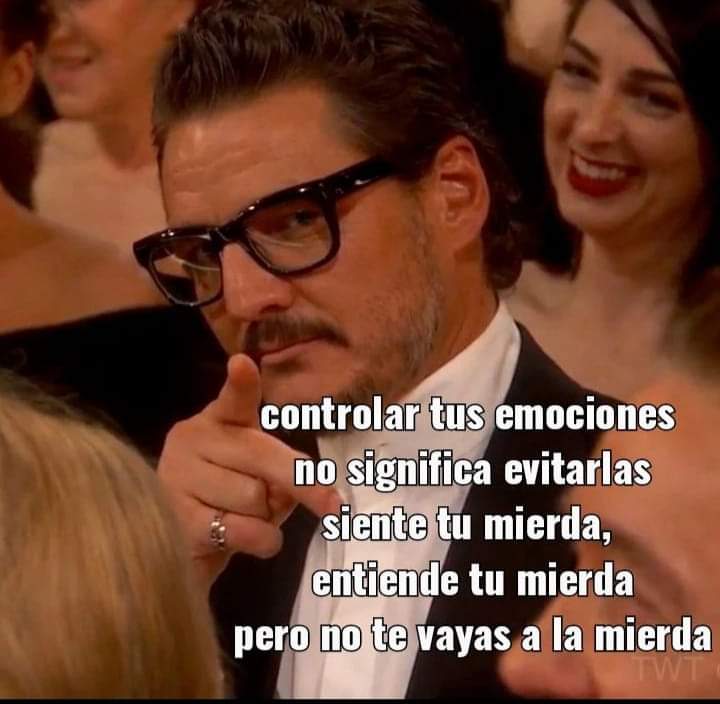 controlar tus emociones
no significa evitarlas
siente tu mierda,
entiende tu mierda
pero no te vayas a la mierda
TWT